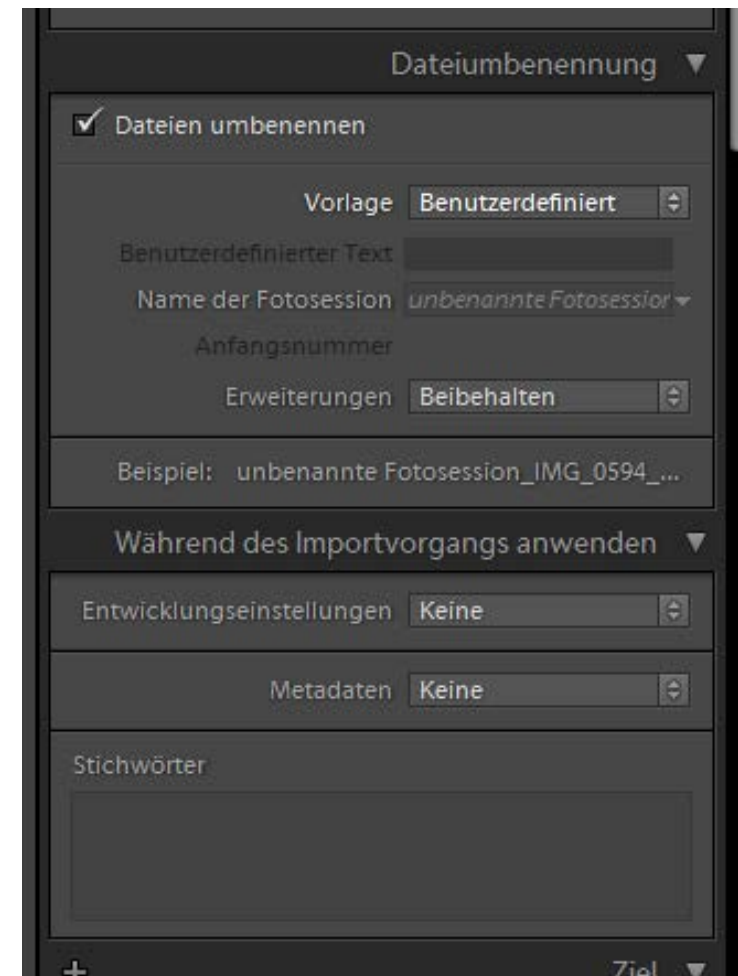 Dateiumbenennung
Dateien umbenennen
Vorlage Benutzerdefiniert
Benutzerdefinierter Text
Name der Fotosession unbenannte Fotosession
Anfangsnummer
Erweiterungen Beibehalten
Beispiel: unbenannte Fotosession_IMG_0594_...
Während des Importvorgangs anwenden
Entwicklungseinstellungen Keine
Metadaten Keine
Stichwörter
Ziel